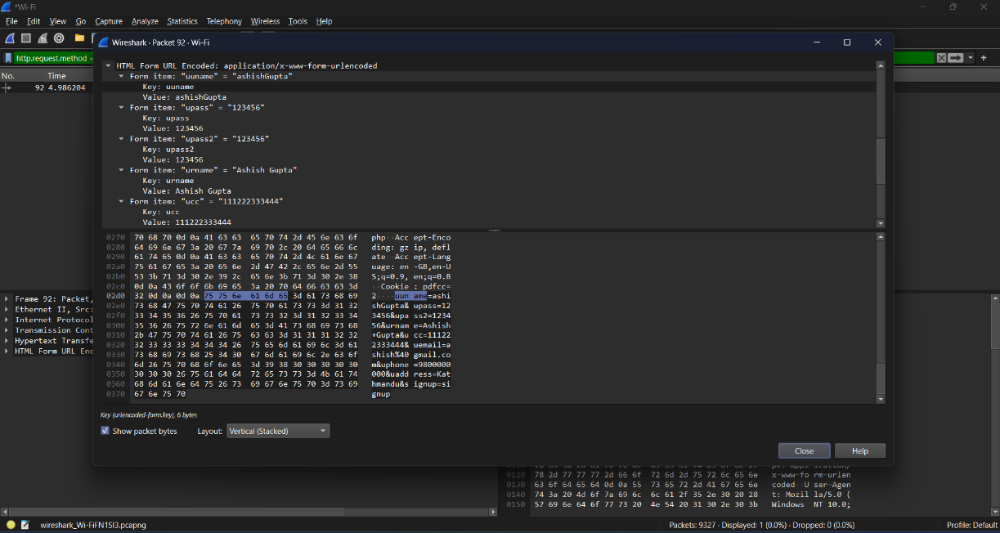 *Wi-Fi
File Edit View Go Capture Analyze Statistics Telephony Wireless Tools Help
Wireshark · Packet 92 · Wi-Fi
http.request.method =
No. Time
92 4.986204
HTML Form URL Encoded: application/x-www-form-urlencoded
Form item: "uuname" = "ashishGupta"
Key: uuname
Value: ashishGupta
Form item: "upass" = "123456"
Key: upass
Value: 123456
Form item: "upass2" = "123456"
Key: upass2
Value: 123456
Form item: "urname" = "Ashish Gupta"
Key: urname
Value: Ashish Gupta
Form item: "ucc" = "111222333444"
Key: ucc
Value: 111222333444
0270 70 68 70 0d 0a 41 63 63 65 70 74 2d 45 6e 63 6f php··Acc ept-Enco
0280 64 69 6e 67 3a 20 67 7a 69 70 2c 20 64 65 66 6c ding: gz ip, defl
0290 61 74 65 0d 0a 41 63 63 65 70 74 2d 4c 61 6e 67 ate··Acc ept-Lang
02a0 75 61 67 65 3a 20 65 6e 2d 47 42 2c 65 6e 2d 55 uage: en -GB,en-U
02b0 53 3b 71 3d 30 2e 39 2c 65 6e 3b 71 3d 30 2e 38 S;q=0.9, en;q=0.8
02c0 0d 0a 43 6f 6f 6b 69 65 3a 20 70 64 66 63 63 3d ··Cookie : pdfcc=
02d0 32 0d 0a 0d 0a 75 75 6e 61 6d 65 3d 61 73 68 69 2····uun ame=ashi
02e0 73 68 47 75 70 74 61 26 75 70 61 73 73 3d 31 32 shGupta& upass=12
02f0 33 34 35 36 26 75 70 61 73 73 32 3d 31 32 33 34 3456&upa ss2=1234
0300 35 36 26 75 72 6e 61 6d 65 3d 41 73 68 69 73 68 56&urnam e=Ashish
0310 2b 47 75 70 74 61 26 75 63 63 3d 31 31 31 32 32 +Gupta&u cc=11122
0320 32 33 33 33 34 34 34 26 75 65 6d 61 69 6c 3d 61 2333444& uemail=a
0330 73 68 69 73 68 25 34 30 67 6d 61 69 6c 2e 63 6f shish%40 gmail.co
0340 6d 26 75 70 68 6f 6e 65 3d 39 38 30 30 30 30 30 m&uphone =9800000
0350 30 30 30 26 75 61 64 64 72 65 73 73 3d 4b 61 74 000&uadd ress=Kat
0360 68 6d 61 6e 64 75 26 73 69 67 6e 75 70 3d 73 69 hmandu&s ignup=si
0370 67 6e 75 70 gnup
Frame 92: Packet,
Ethernet II, Src:
Internet Protocol
Transmission Cont
Hypertext Transfe
HTML Form URL Enc
Key (urlencoded-form.key), 6 bytes
Show packet bytes Layout: Vertical (Stacked)
Close Help
0120 78 2d 77 77 77 2d 66 6f 72 6d 2d 75 72 6c 65 6e x-www-fo rm-urlen
0130 63 6f 64 65 64 0d 0a 55 73 65 72 2d 41 67 65 6e coded··U ser-Agen
0140 74 3a 20 4d 6f 7a 69 6c 6c 61 2f 35 2e 30 20 28 t: Mozil la/5.0 (
0150 57 69 6e 64 6f 77 73 20 4e 54 20 31 30 2e 30 3b Windows NT 10.0;
wireshark_Wi-FiFN1SI3.pcapng Packets: 9327 · Displayed: 1 (0.0%) · Dropped: 0 (0.0%) Profile: Default